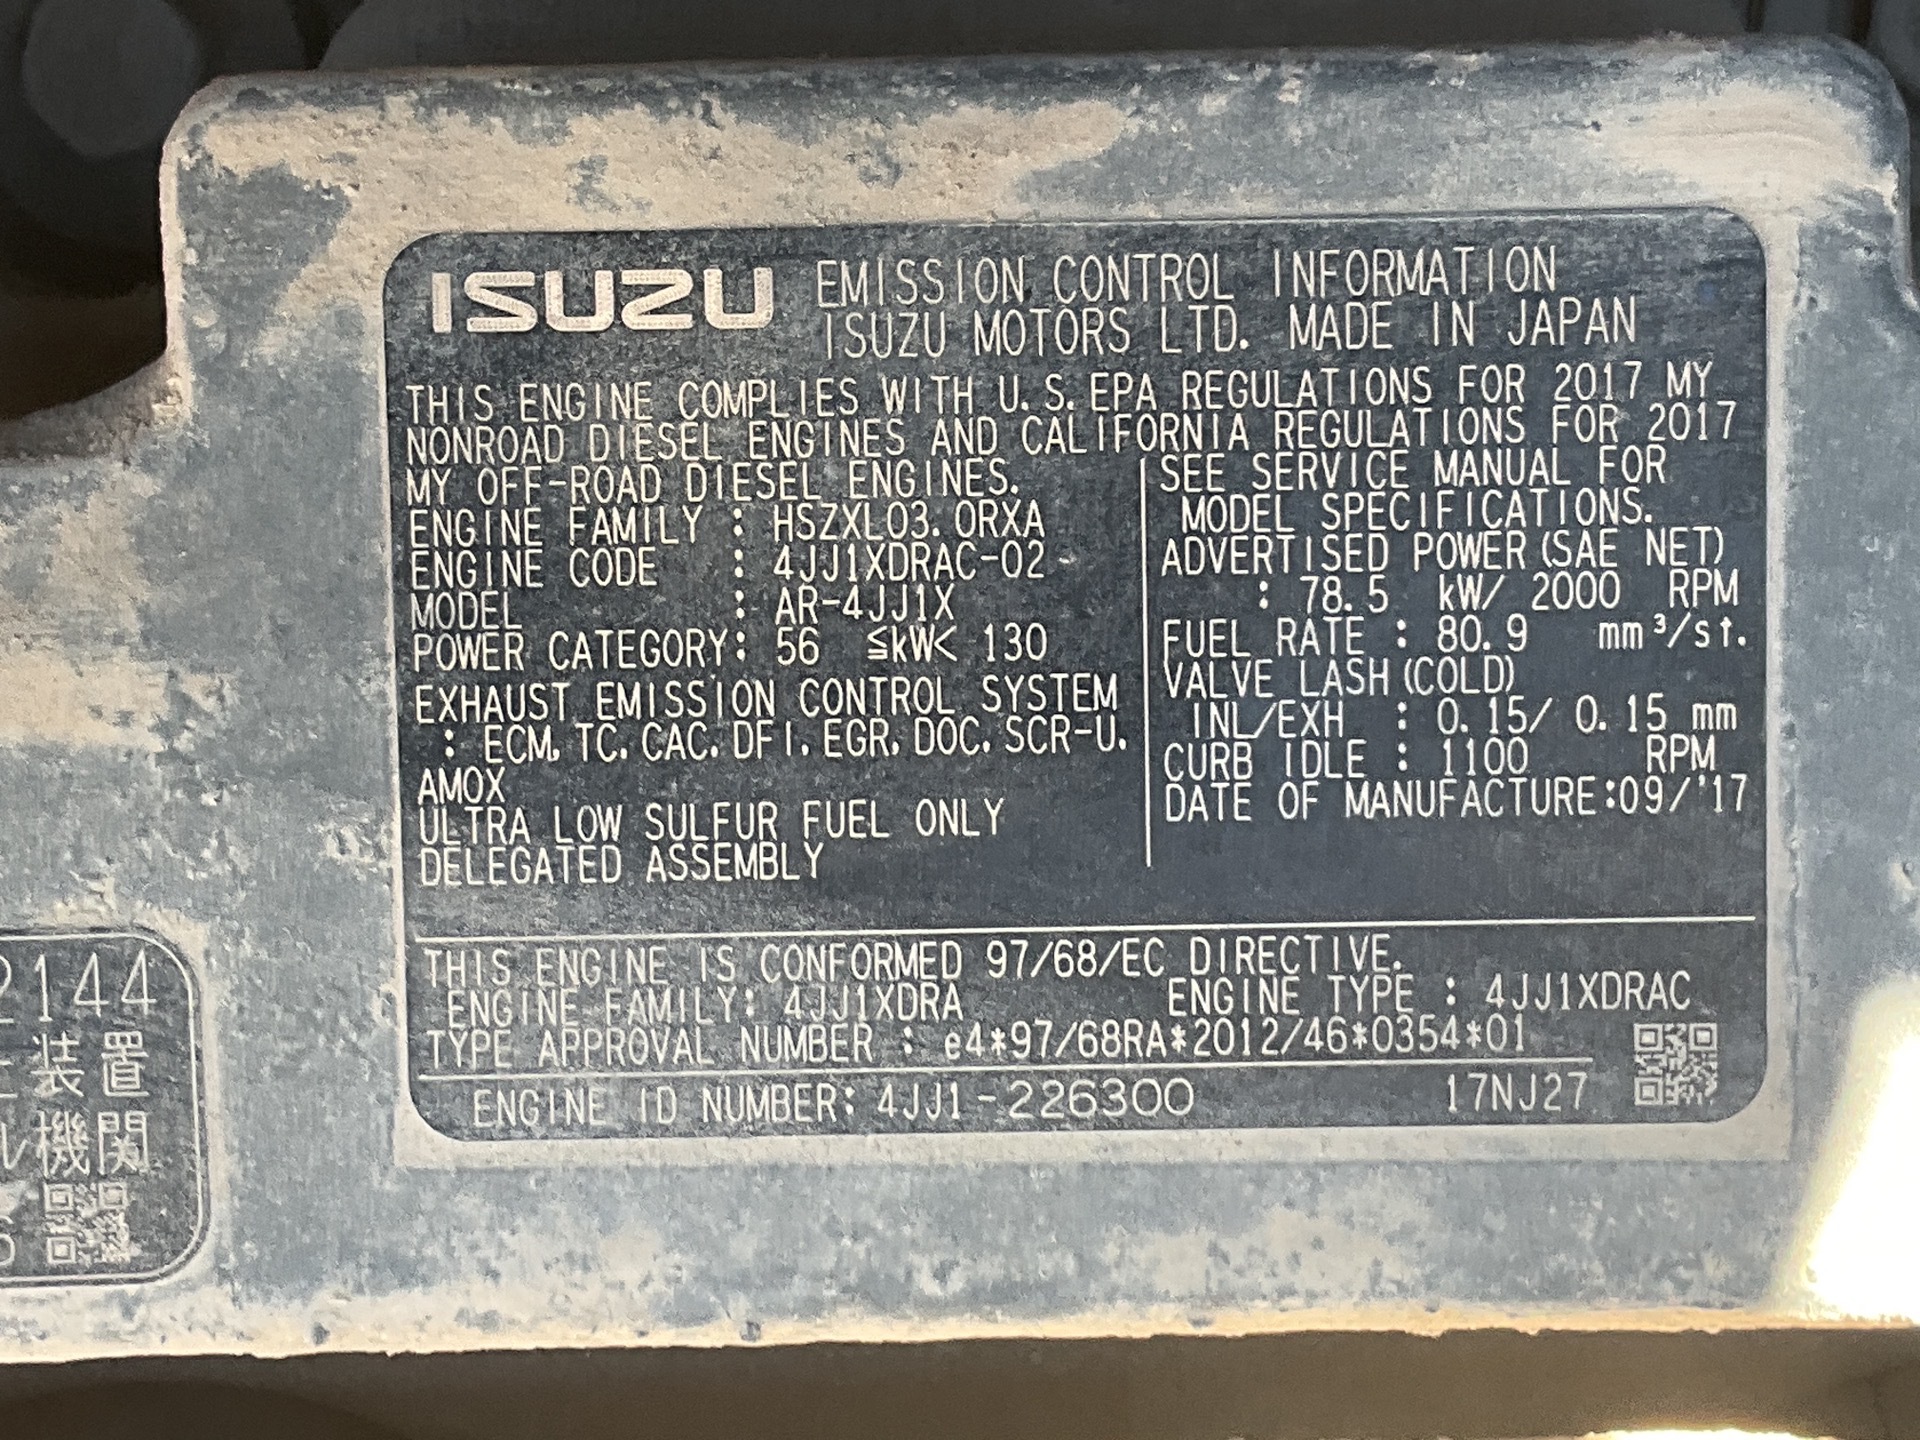 ISUZU EMISSION CONTROL INFORMATION
ISUZU MOTORS LTD. MADE IN JAPAN
THIS ENGINE COMPLIES WITH U.S.EPA REGULATIONS FOR 2017 MY
NONROAD DIESEL ENGINES AND CALIFORNIA REGULATIONS FOR 2017
MY OFF-ROAD DIESEL ENGINES.
ENGINE FAMILY : HSZXL03.0RXA
ENGINE CODE : 4JJ1XDRAC-02
MODEL : AR-4JJ1X
POWER CATEGORY: 56 ≦kW< 130
EXHAUST EMISSION CONTROL SYSTEM
: ECM, TC, CAC, DFI, EGR, DOC, SCR-U,
AMOX
ULTRA LOW SULFUR FUEL ONLY
DELEGATED ASSEMBLY
SEE SERVICE MANUAL FOR
MODEL SPECIFICATIONS.
ADVERTISED POWER (SAE NET)
: 78.5 kW/ 2000 RPM
FUEL RATE : 80.9 mm³/st.
VALVE LASH (COLD)
INL/EXH : 0.15/ 0.15 mm
CURB IDLE : 1100 RPM
DATE OF MANUFACTURE:09/'17
THIS ENGINE IS CONFORMED 97/68/EC DIRECTIVE.
ENGINE FAMILY: 4JJ1XDRA ENGINE TYPE : 4JJ1XDRAC
TYPE APPROVAL NUMBER : e4*97/68RA*2012/46*0354*01
ENGINE ID NUMBER: 4JJ1-226300 17NJ27
2144
装置
ル機関